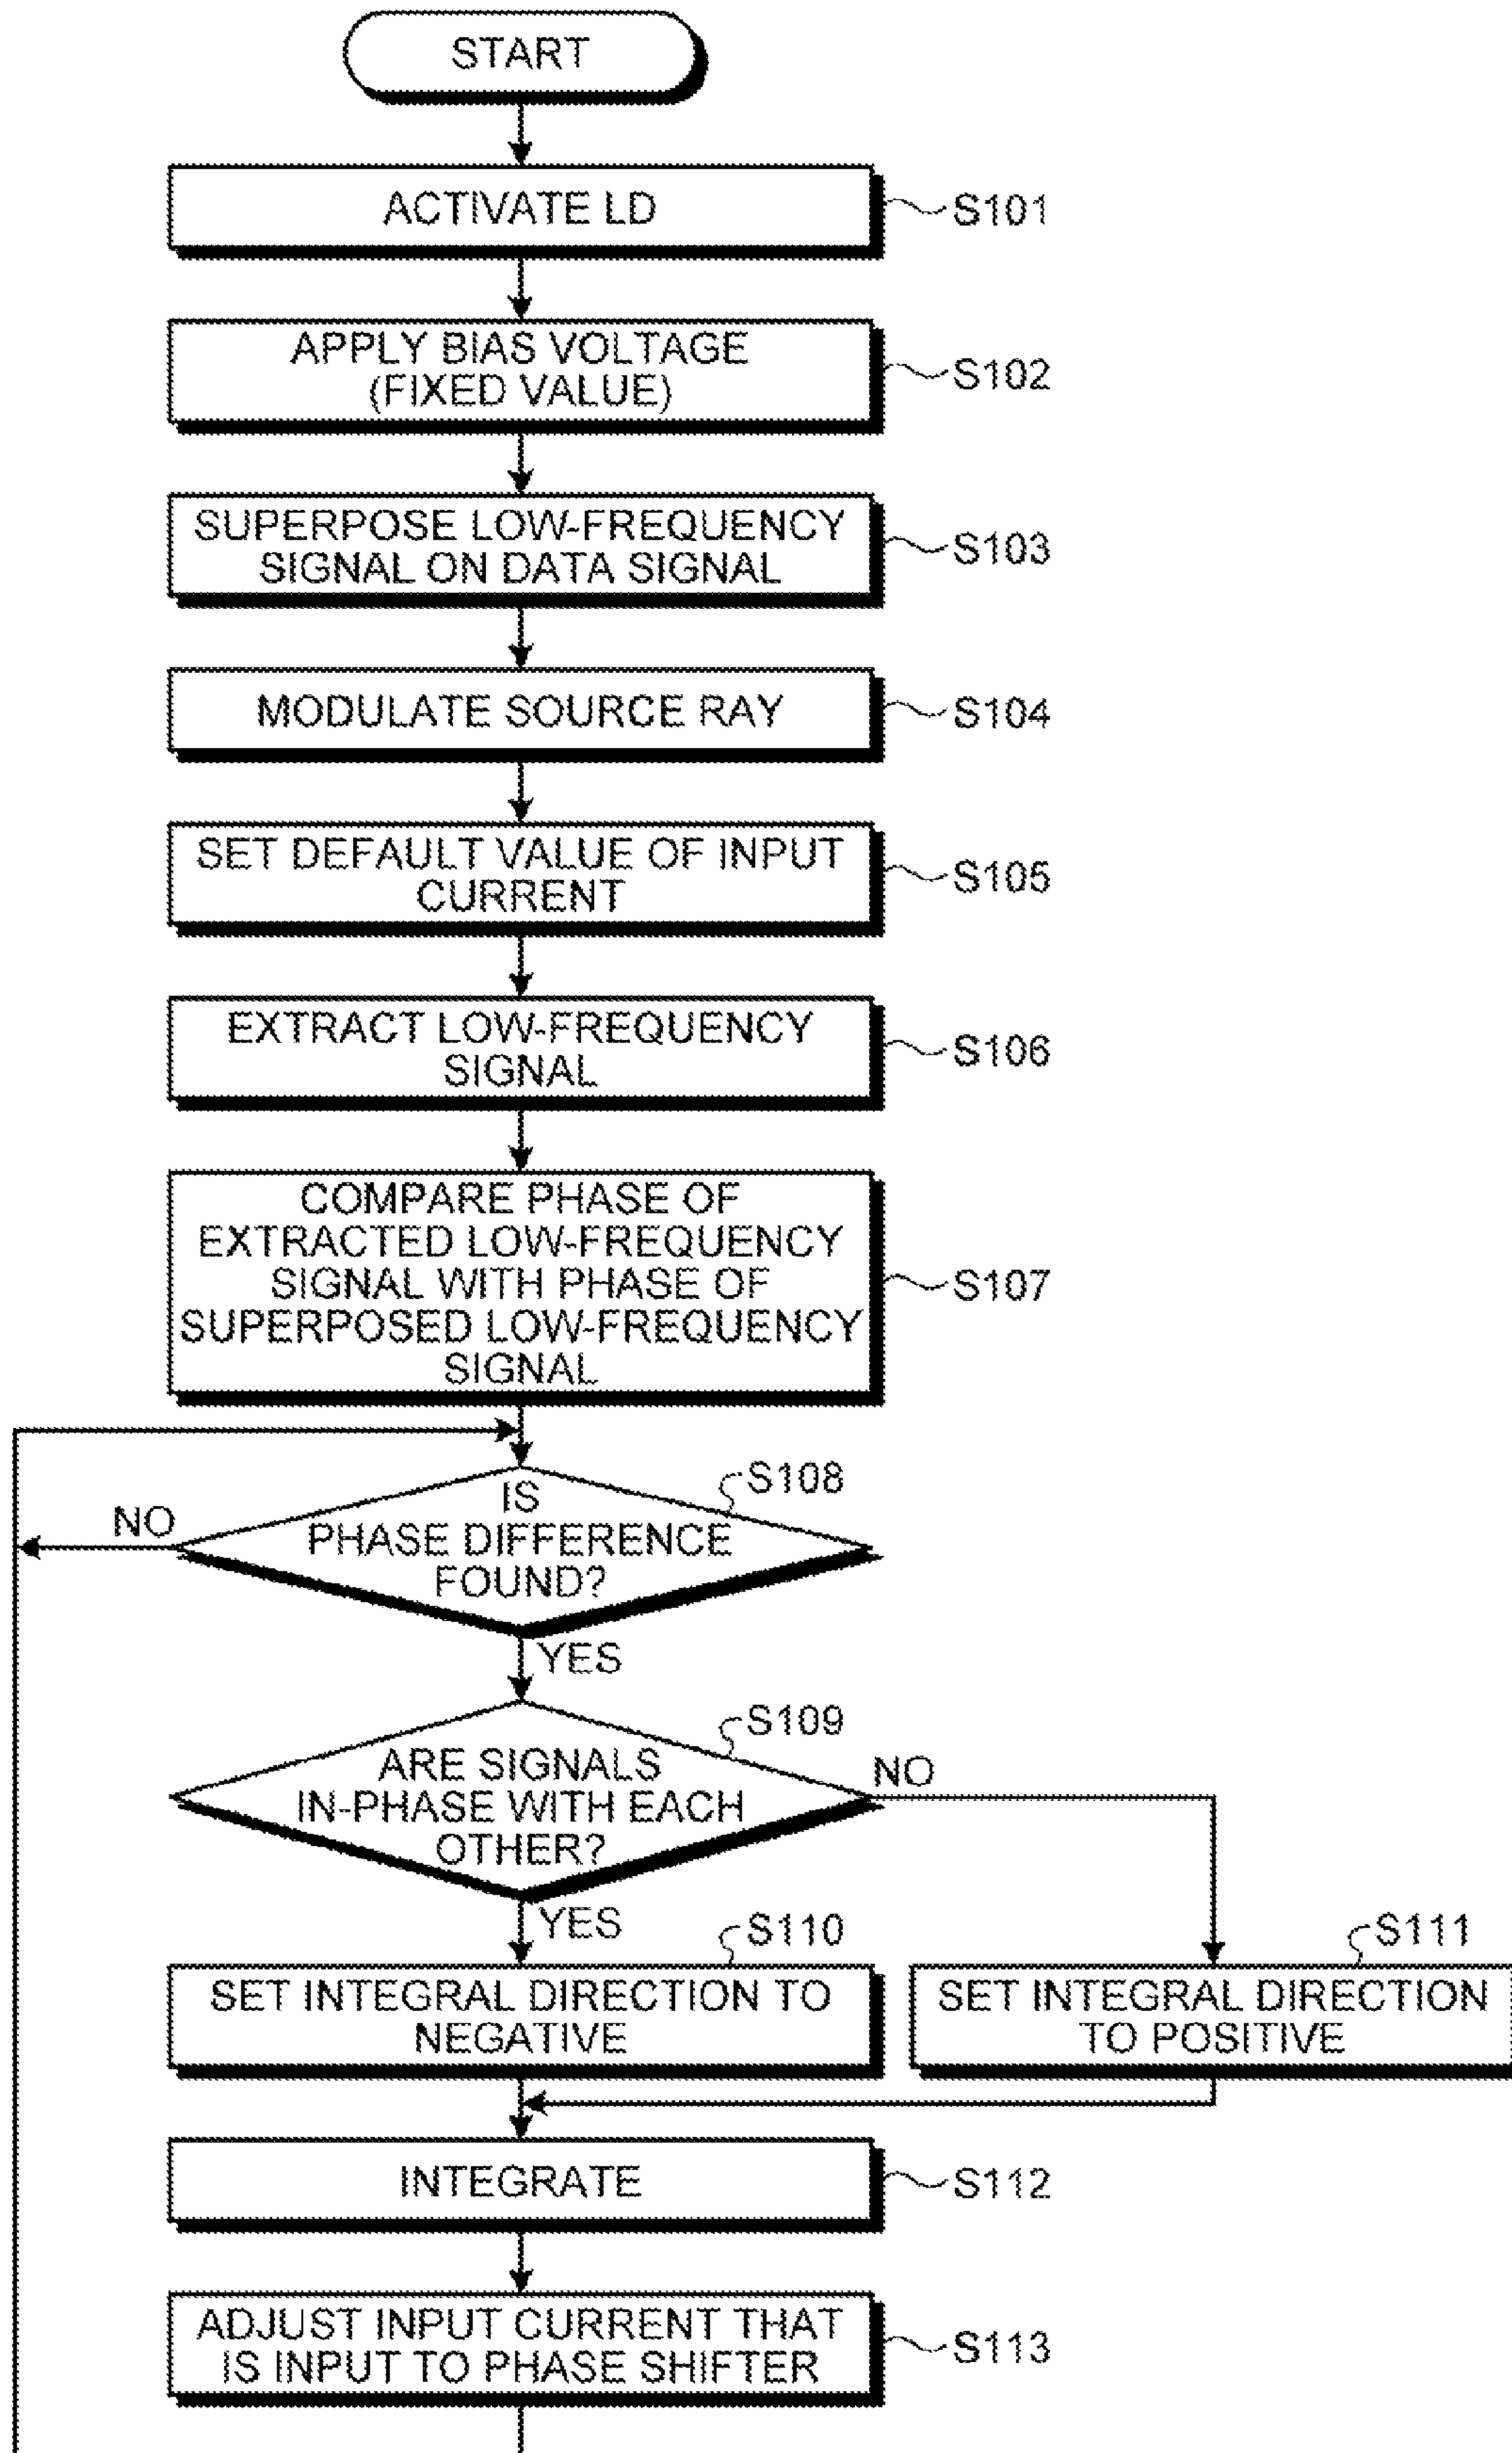 START
ACTIVATE LD
S101
APPLY BIAS VOLTAGE
(FIXED VALUE)
S102
SUPERPOSE LOW-FREQUENCY
SIGNAL ON DATA SIGNAL
S103
MODULATE SOURCE RAY
S104
SET DEFAULT VALUE OF INPUT
CURRENT
S105
EXTRACT LOW-FREQUENCY
SIGNAL
S106
COMPARE PHASE OF
EXTRACTED LOW-FREQUENCY
SIGNAL WITH PHASE OF
SUPERPOSED LOW-FREQUENCY
SIGNAL
S107
S108
IS
PHASE DIFFERENCE
FOUND?
NO
YES
S109
ARE SIGNALS
IN-PHASE WITH EACH
OTHER?
NO
YES
S110
SET INTEGRAL DIRECTION TO
NEGATIVE
S111
SET INTEGRAL DIRECTION
TO POSITIVE
INTEGRATE
S112
ADJUST INPUT CURRENT THAT
IS INPUT TO PHASE SHIFTER
S113